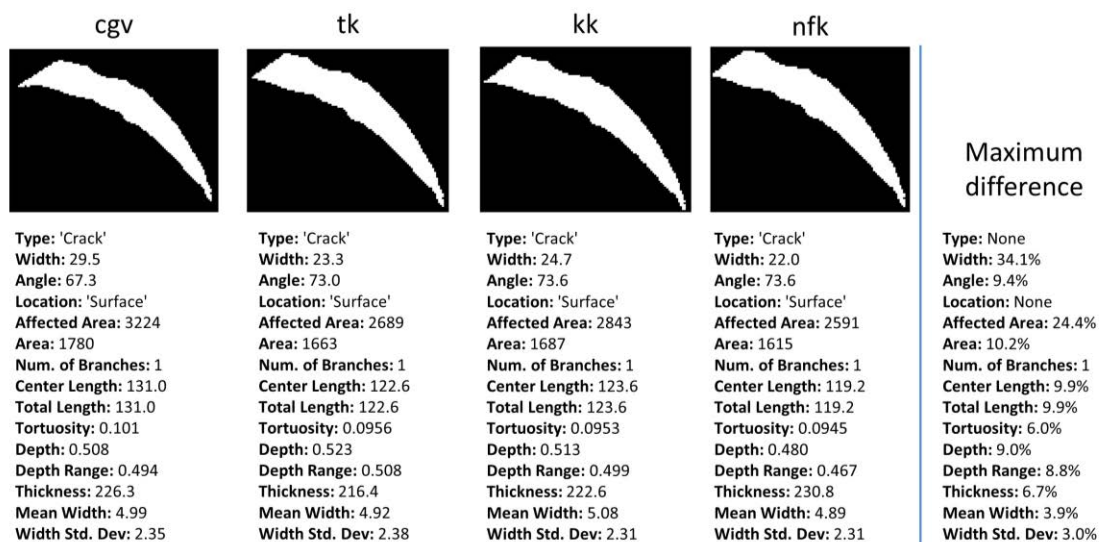 cgv
Type: 'Crack'
Width: 29.5
Angle: 67.3
Location: 'Surface'
Affected Area: 3224
Area: 1780
Num. of Branches: 1
Center Length: 131.0
Total Length: 131.0
Tortuosity: 0.101
Depth: 0.508
Depth Range: 0.494
Thickness: 226.3
Mean Width: 4.99
Width Std. Dev: 2.35
tk
Type: 'Crack'
Width: 23.3
Angle: 73.0
Location: 'Surface'
Affected Area: 2689
Area: 1663
Num. of Branches: 1
Center Length: 122.6
Total Length: 122.6
Tortuosity: 0.0956
Depth: 0.523
Depth Range: 0.508
Thickness: 216.4
Mean Width: 4.92
Width Std. Dev: 2.38
kk
Type: 'Crack'
Width: 24.7
Angle: 73.6
Location: 'Surface'
Affected Area: 2843
Area: 1687
Num. of Branches: 1
Center Length: 123.6
Total Length: 123.6
Tortuosity: 0.0953
Depth: 0.513
Depth Range: 0.499
Thickness: 222.6
Mean Width: 5.08
Width Std. Dev: 2.31
nfk
Type: 'Crack'
Width: 22.0
Angle: 73.6
Location: 'Surface'
Affected Area: 2591
Area: 1615
Num. of Branches: 1
Center Length: 119.2
Total Length: 119.2
Tortuosity: 0.0945
Depth: 0.480
Depth Range: 0.467
Thickness: 230.8
Mean Width: 4.89
Width Std. Dev: 2.31
Maximum
difference
Type: None
Width: 34.1%
Angle: 9.4%
Location: None
Affected Area: 24.4%
Area: 10.2%
Num. of Branches: 1
Center Length: 9.9%
Total Length: 9.9%
Tortuosity: 6.0%
Depth: 9.0%
Depth Range: 8.8%
Thickness: 6.7%
Mean Width: 3.9%
Width Std. Dev: 3.0%